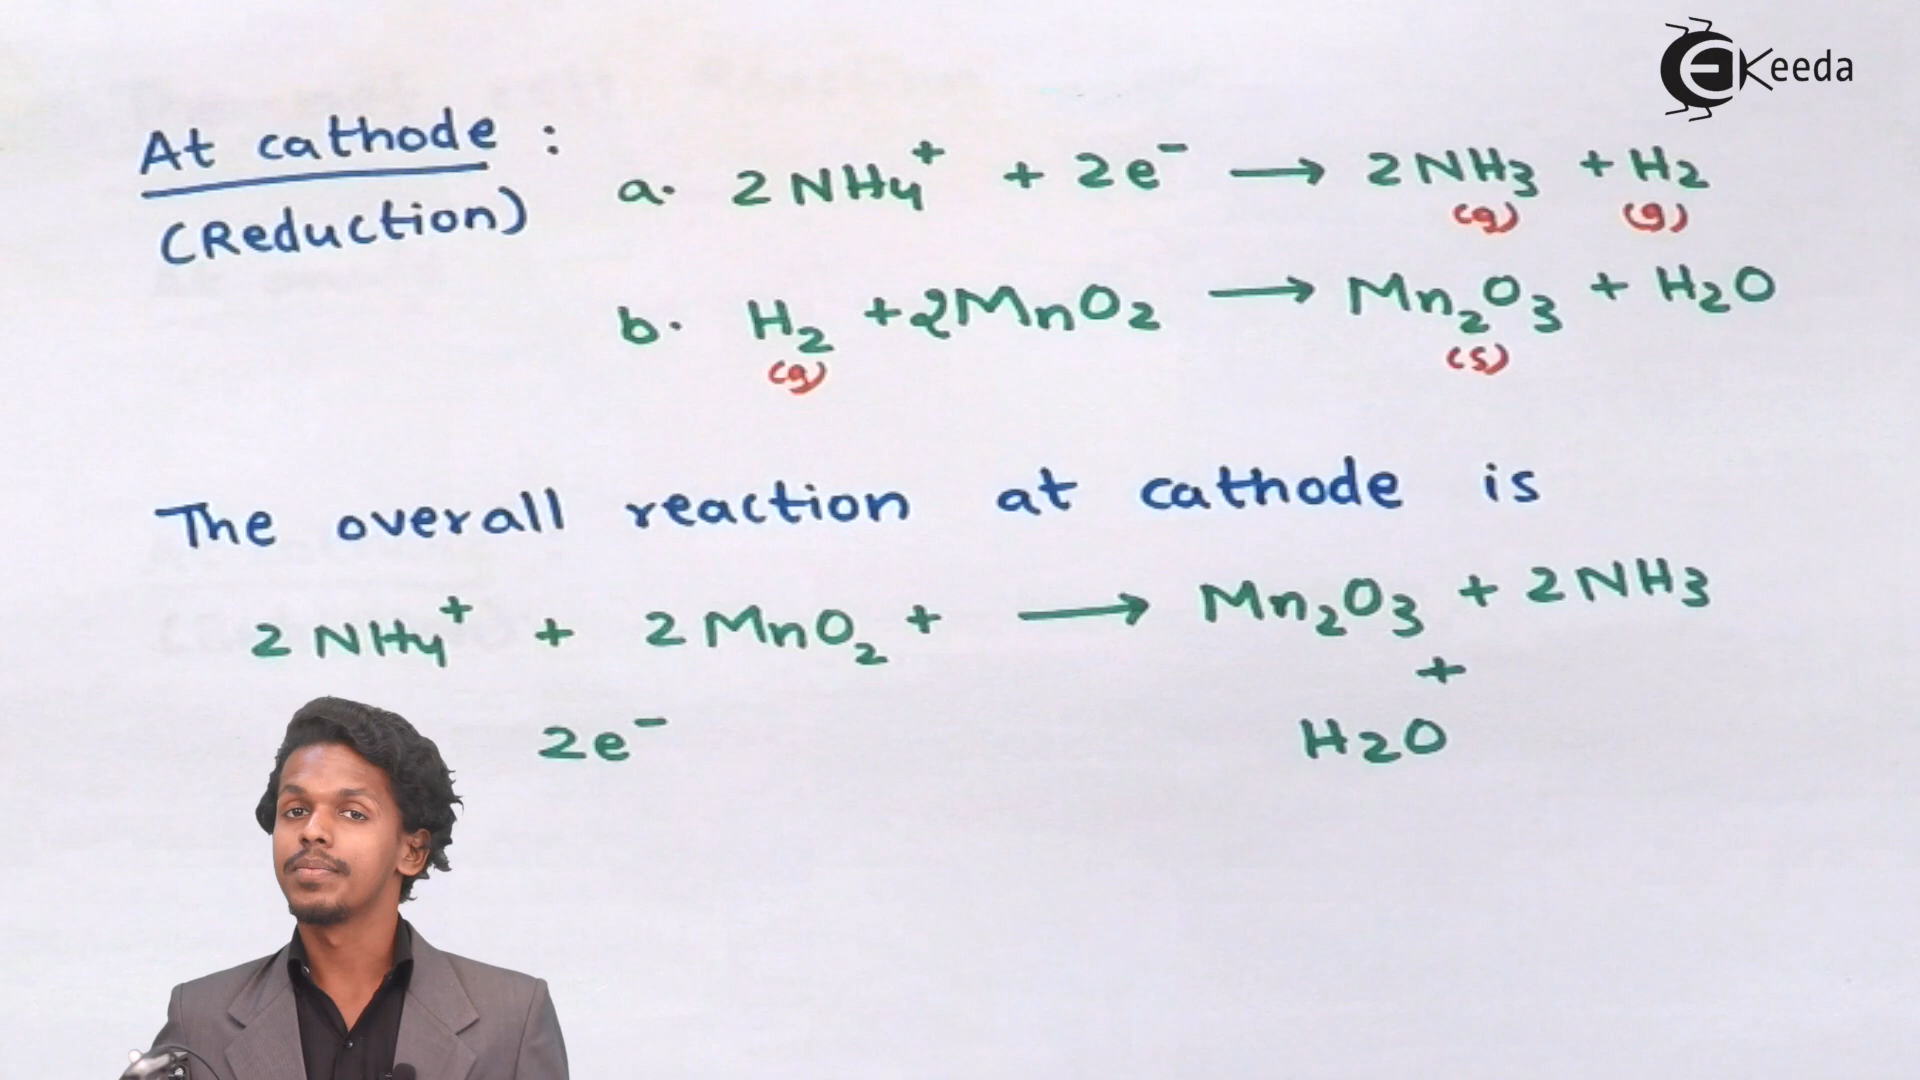 EKeeda
At cathode :
(Reduction)
a. 2NH4⁺ + 2e⁻ → 2NH3 + H2
(g) (g)
b. H2 + 2MnO2 → Mn2O3 + H2O
(g) (s)
The overall reaction at cathode is
2NH4⁺ + 2MnO2 + → Mn2O3 + 2NH3
+
2e⁻ H2O